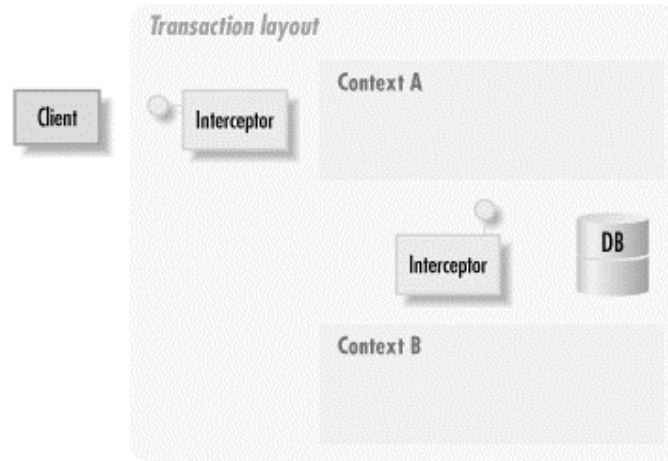 Transaction layout
Context A
Client
Interceptor
Interceptor
DB
Context B